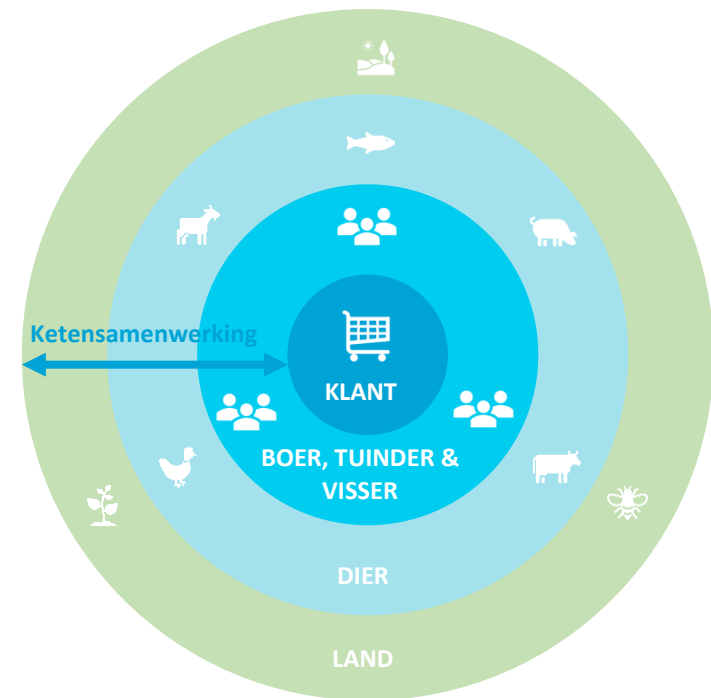 Ketensamenwerking
KLANT
BOER, TUINDER &
VISSER
DIER
LAND